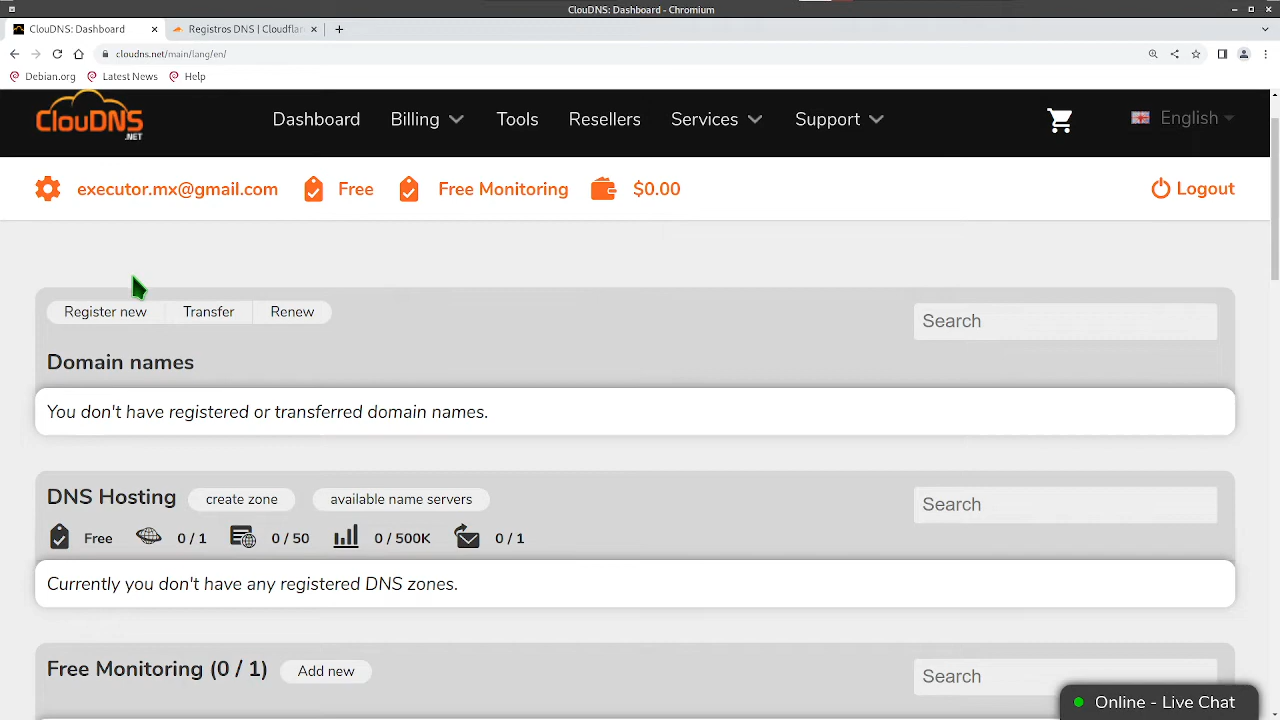 ClouDNS: Dashboard - Chromium
ClouDNS: Dashboard
Registros DNS | Cloudflar
cloudns.net/main/lang/en/
Debian.org
Latest News
Help
ClouDNS
.NET
Dashboard
Billing
Tools
Resellers
Services
Support
English
executor.mx@gmail.com
Free
Free Monitoring
$0.00
Logout
Register new
Transfer
Renew
Search
Domain names
You don't have registered or transferred domain names.
DNS Hosting
create zone
available name servers
Search
Free
0 / 1
0 / 50
0 / 500K
0 / 1
Currently you don't have any registered DNS zones.
Free Monitoring (0 / 1)
Add new
Search
Online - Live Chat